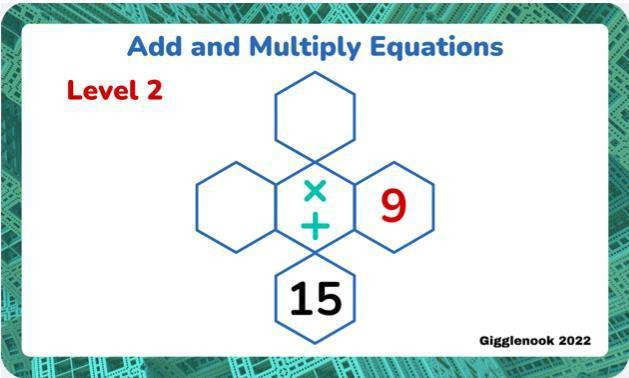 Add and Multiply Equations
Level 2
×
9
+
15
Gigglenook 2022